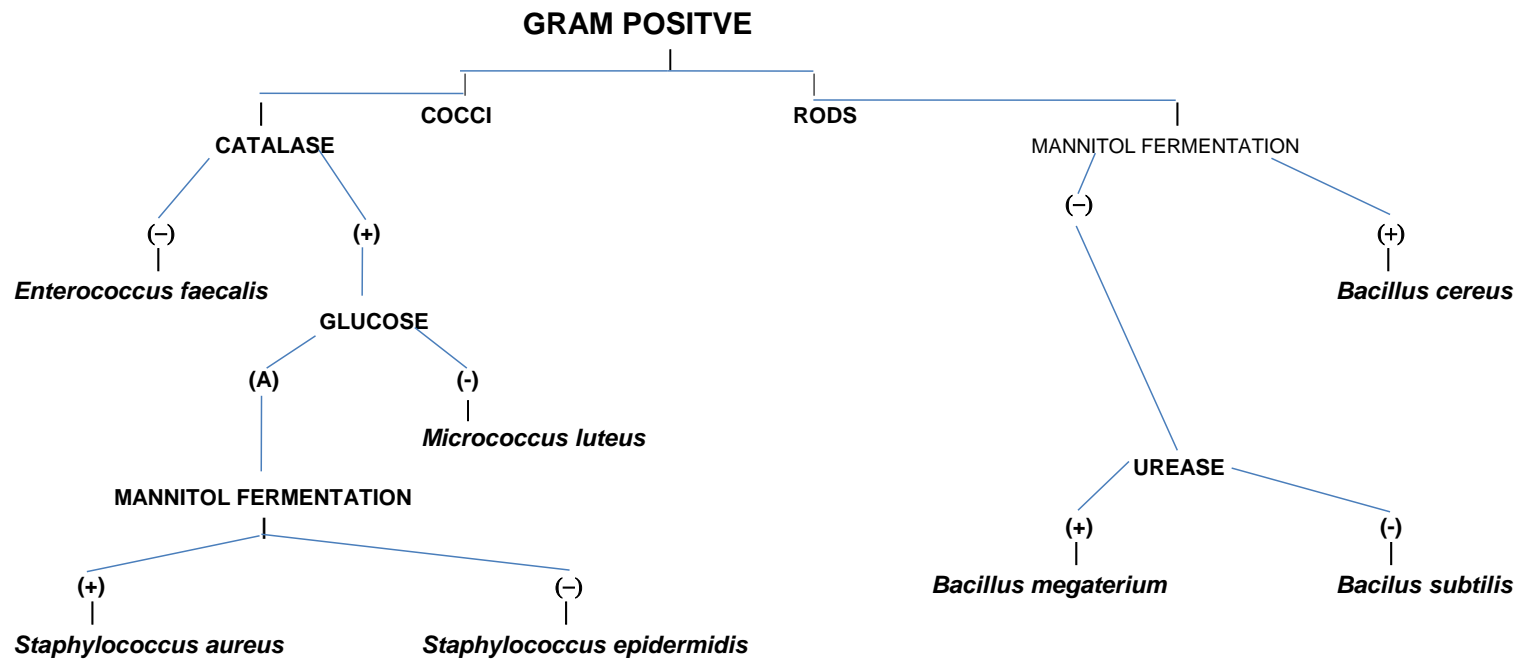 GRAM POSITVE
COCCI
RODS
CATALASE
MANNITOL FERMENTATION
(–)
(+)
(–)
(+)
Enterococcus faecalis
Bacillus cereus
GLUCOSE
(A)
(-)
Micrococcus luteus
UREASE
MANNITOL FERMENTATION
(+)
(-)
(+)
(–)
Bacillus megaterium
Bacilus subtilis
Staphylococcus aureus
Staphylococcus epidermidis